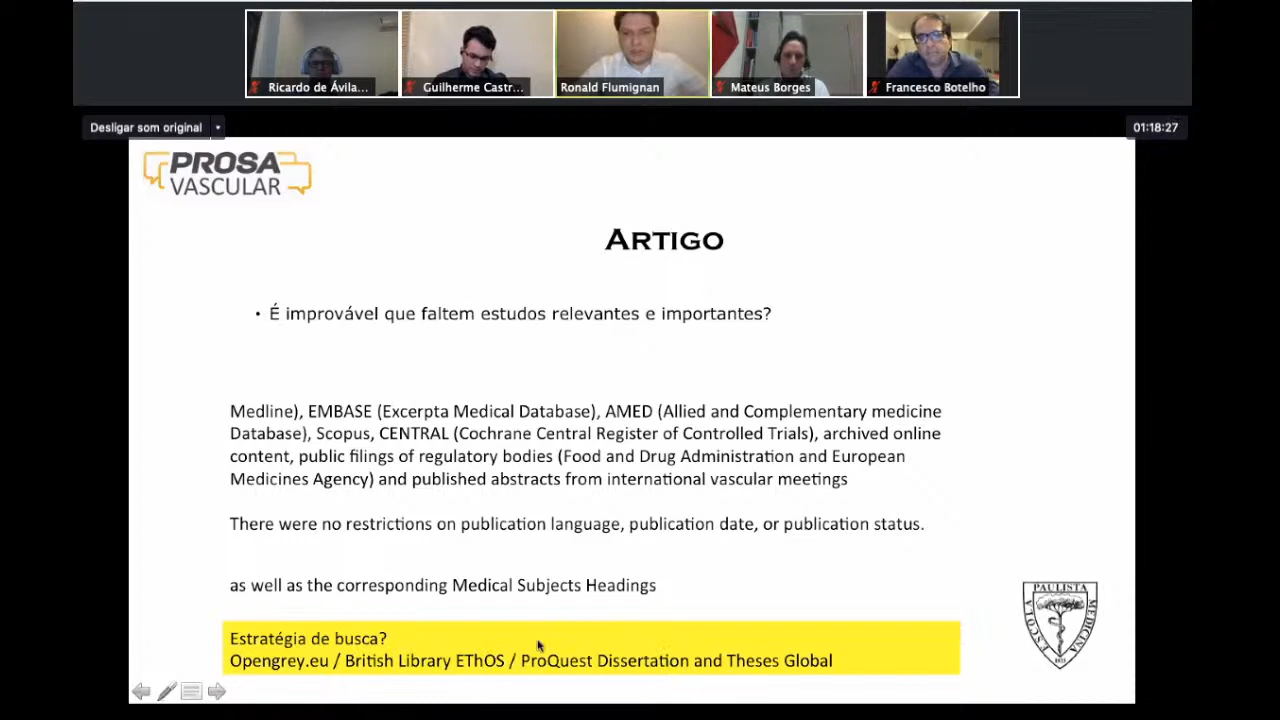 Ricardo de Ávila...
Guilherme Castr...
Ronald Flumignan
Mateus Borges
Francesco Botelho
Desligar som original
01:18:27
PROSA
VASCULAR
ARTIGO
• É improvável que faltem estudos relevantes e importantes?
Medline), EMBASE (Excerpta Medical Database), AMED (Allied and Complementary medicine
Database), Scopus, CENTRAL (Cochrane Central Register of Controlled Trials), archived online
content, public filings of regulatory bodies (Food and Drug Administration and European
Medicines Agency) and published abstracts from international vascular meetings
There were no restrictions on publication language, publication date, or publication status.
as well as the corresponding Medical Subjects Headings
Estratégia de busca?
Opengrey.eu / British Library EThOS / ProQuest Dissertation and Theses Global
ESCOLA PAULISTA MEDICINA
1933